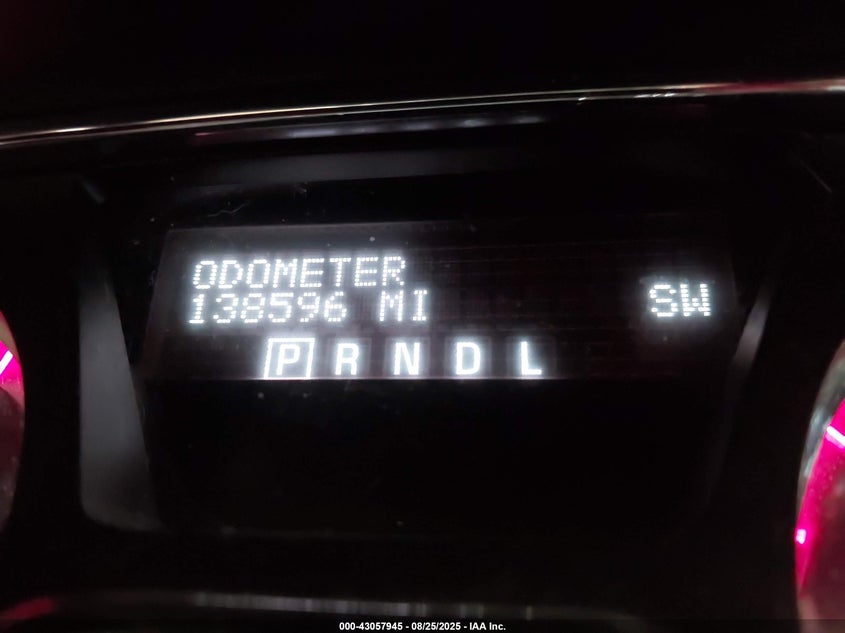 ODOMETER
138596 MI
SW
P R N D L
000-43057945 - 08/25/2025 - IAA Inc.